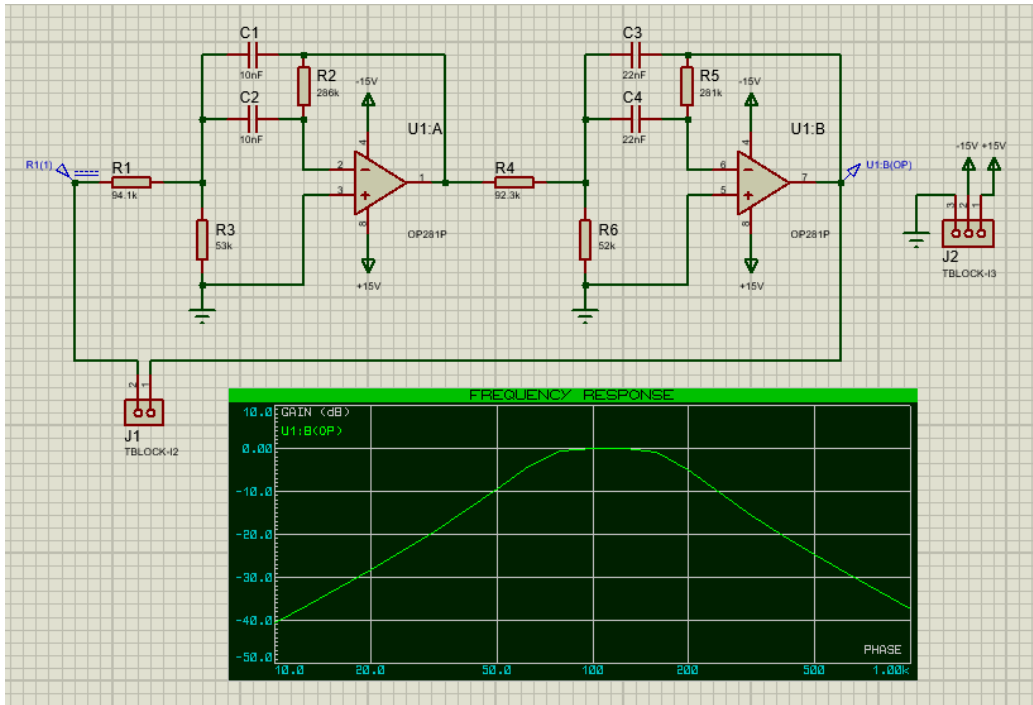 C1
10nF
R2
286k
C2
10nF
-15V
4
U1:A
2
3
1
8
OP281P
+15V
R1(1)
R1
94.1k
R3
53k
C3
22nF
R5
281k
C4
22nF
-15V
4
U1:B
6
5
7
8
OP281P
+15V
R4
92.3k
R6
52k
U1:B(OP)
-15V +15V
3
2
1
J2
TBLOCK-I3
2
1
J1
TBLOCK-I2
FREQUENCY RESPONSE
10.0
GAIN (dB)
U1:B(OP)
0.00
-10.0
-20.0
-30.0
-40.0
-50.0
PHASE
10.0 20.0 50.0 100 200 500 1.00k